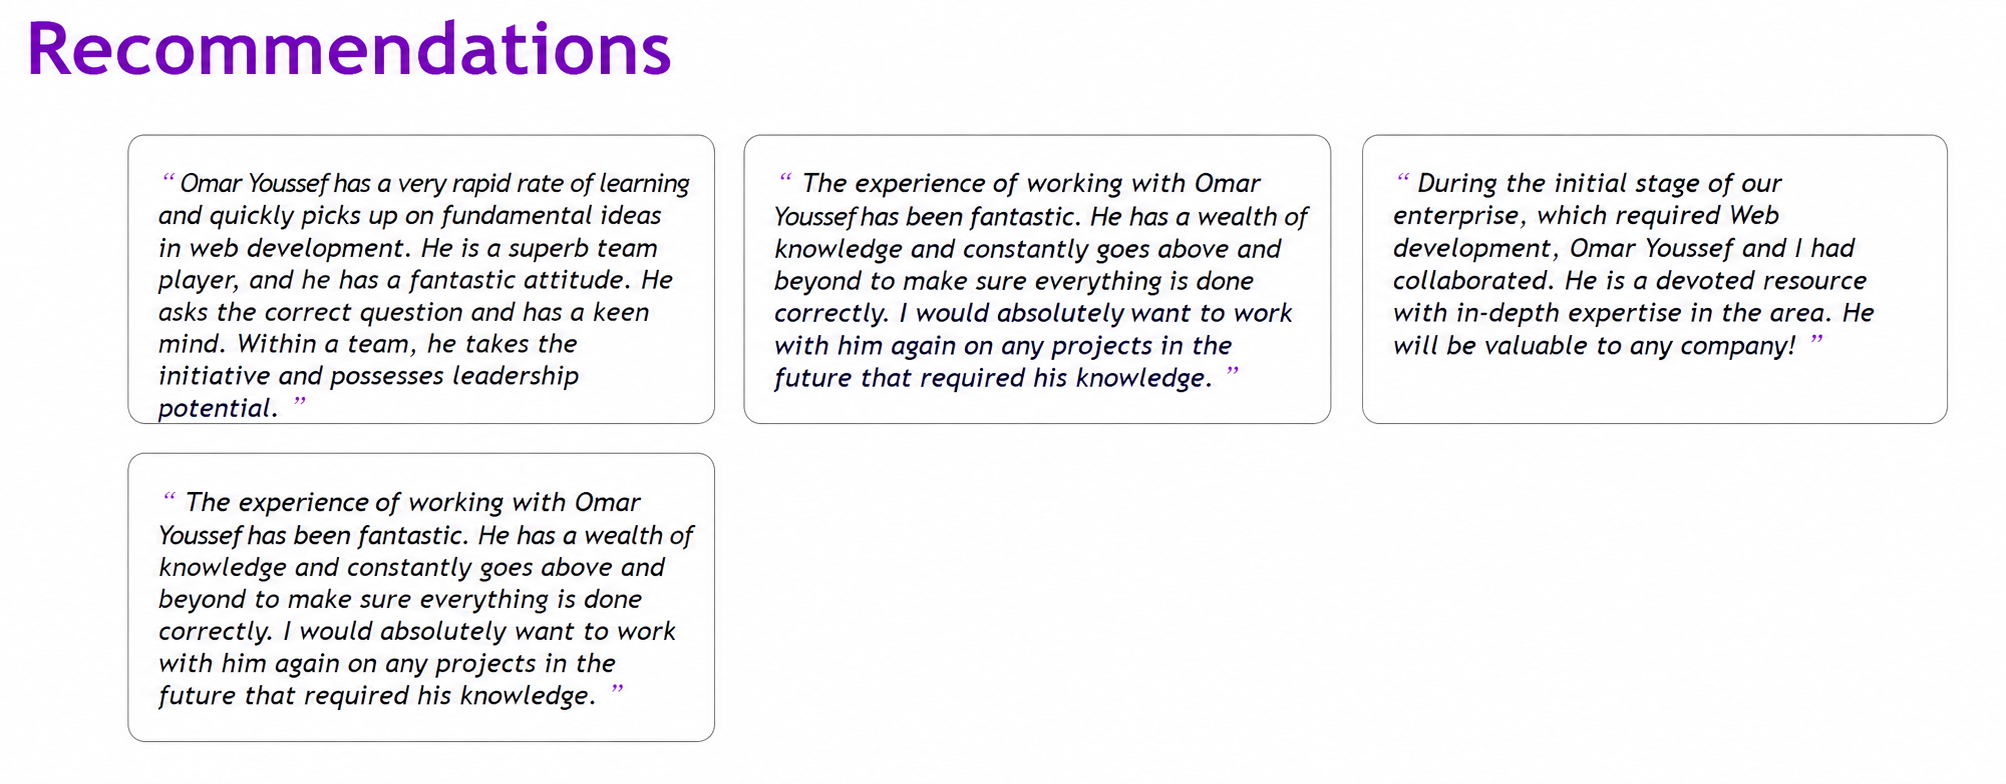 Recommendations
“ Omar Youssef has a very rapid rate of learning
and quickly picks up on fundamental ideas
in web development. He is a superb team
player, and he has a fantastic attitude. He
asks the correct question and has a keen
mind. Within a team, he takes the
initiative and possesses leadership
potential. ”
“ The experience of working with Omar
Youssef has been fantastic. He has a wealth of
knowledge and constantly goes above and
beyond to make sure everything is done
correctly. I would absolutely want to work
with him again on any projects in the
future that required his knowledge. ”
“ During the initial stage of our
enterprise, which required Web
development, Omar Youssef and I had
collaborated. He is a devoted resource
with in-depth expertise in the area. He
will be valuable to any company! ”
“ The experience of working with Omar
Youssef has been fantastic. He has a wealth of
knowledge and constantly goes above and
beyond to make sure everything is done
correctly. I would absolutely want to work
with him again on any projects in the
future that required his knowledge. ”